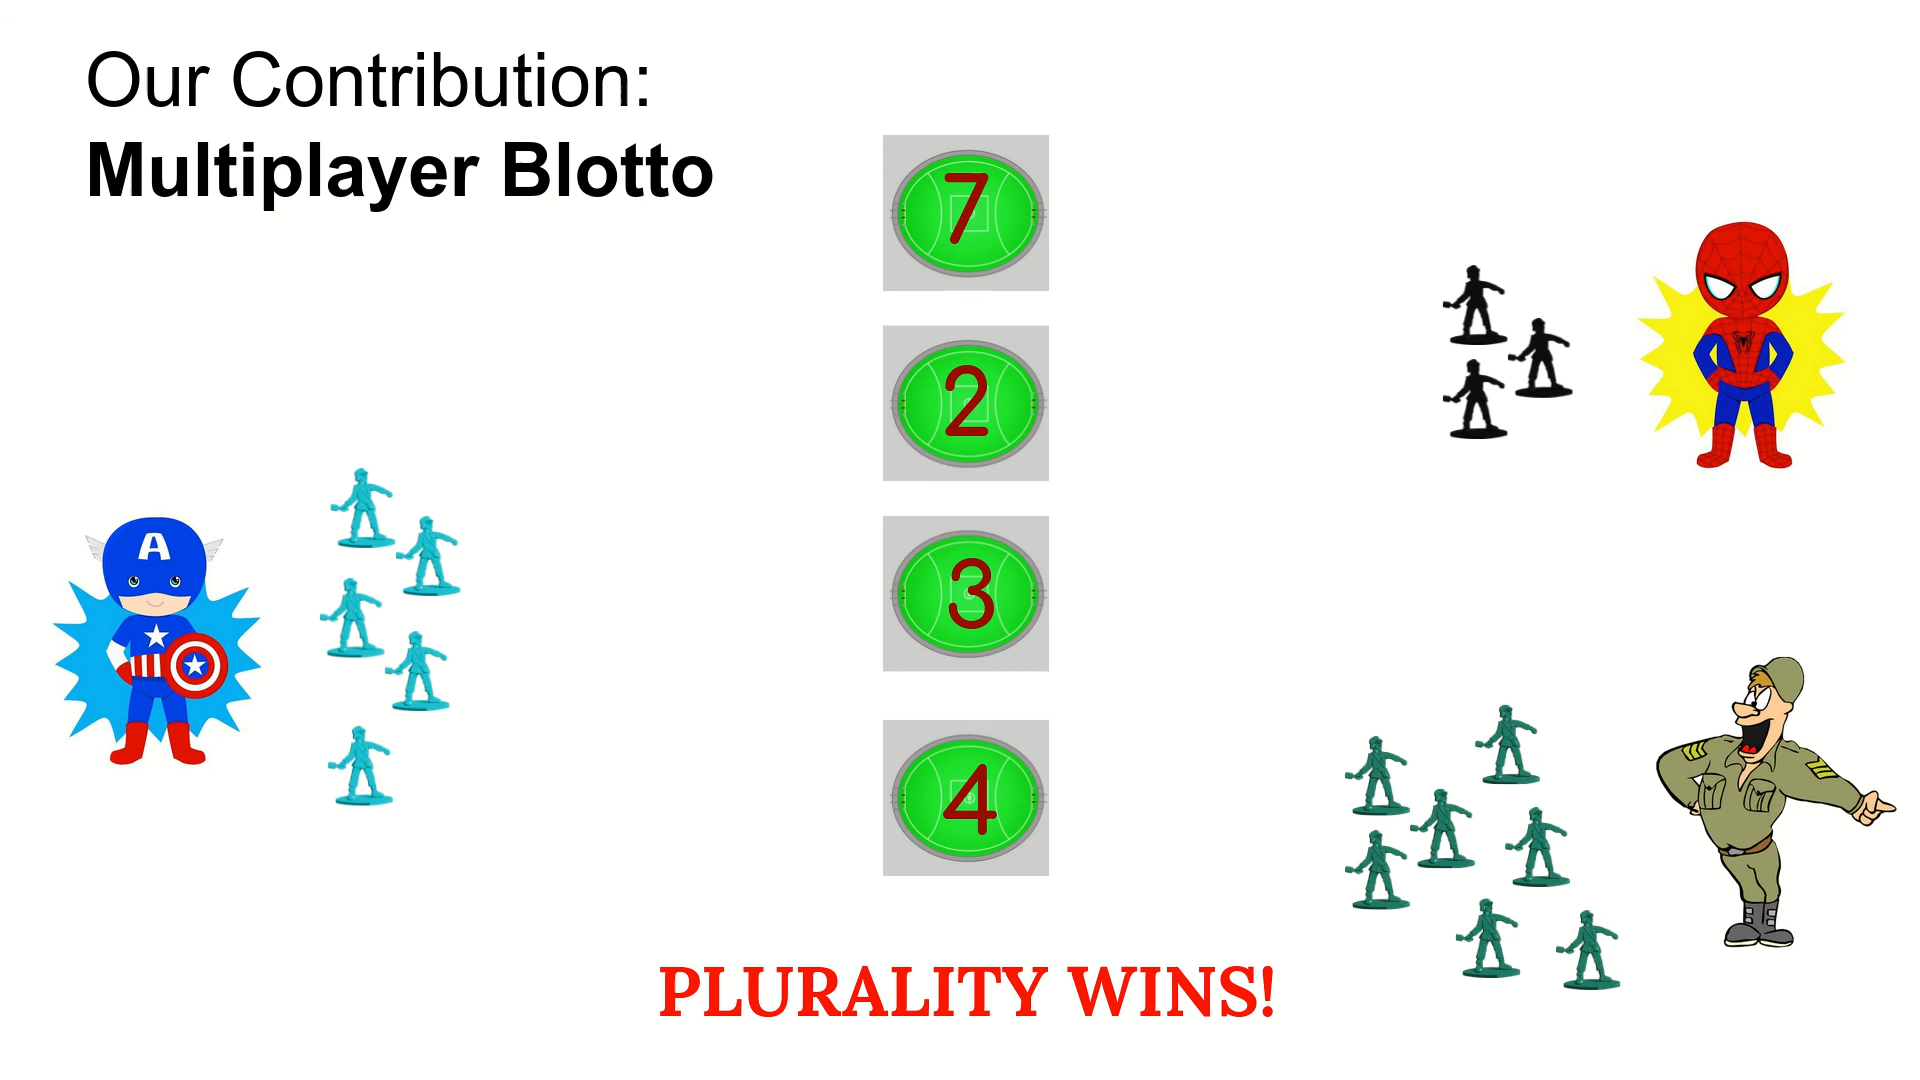 Our Contribution:
Multiplayer Blotto
7
2
3
4
A
PLURALITY WINS!